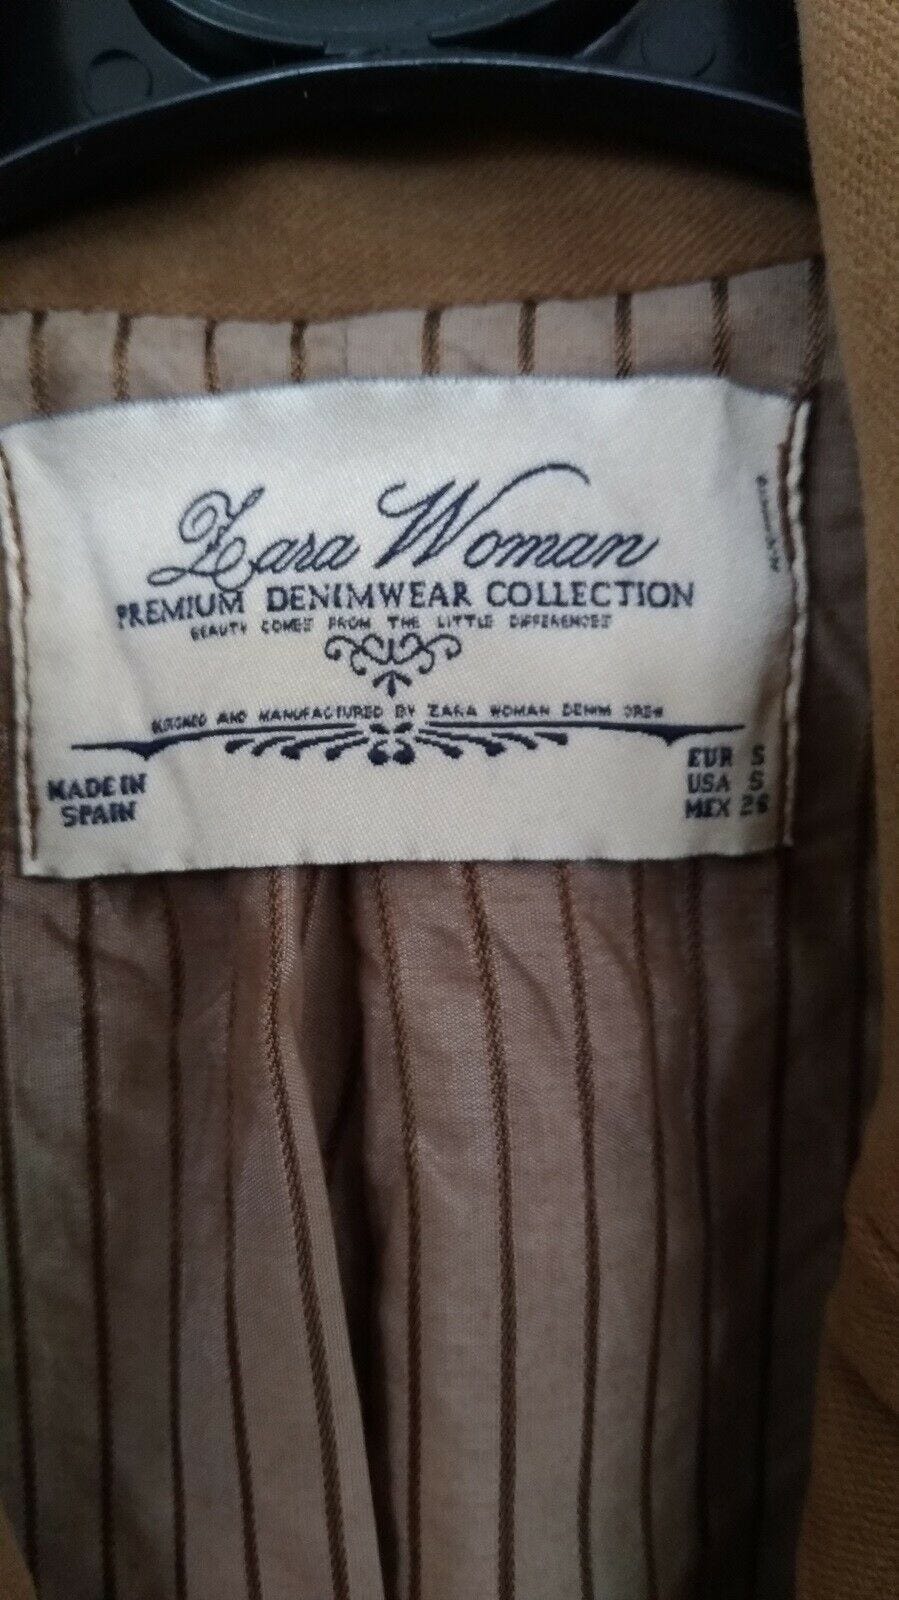 Zara Woman
PREMIUM DENIMWEAR COLLECTION
BEAUTY COMES FROM THE LITTLE DIFFERENCES
DESIGNED AND MANUFACTURED BY ZARA WOMAN DENIM CREW
MADE IN
SPAIN
EUR S
USA S
MEX 26